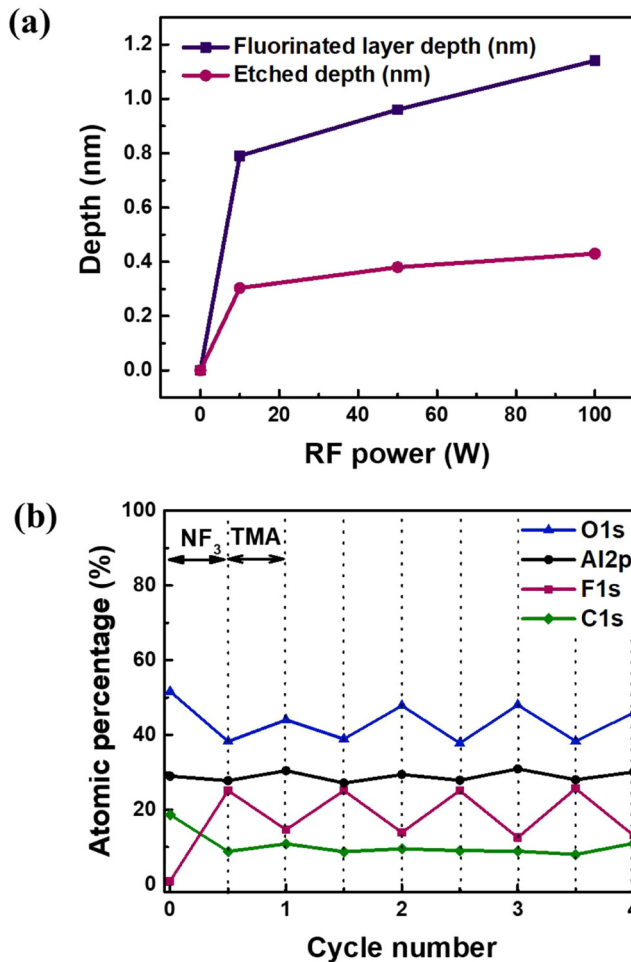 (a)
Fluorinated layer depth (nm)
Etched depth (nm)
Depth (nm)
1.2
1.0
0.8
0.6
0.4
0.2
0.0
0 20 40 60 80 100
RF power (W)
(b)
NF3 TMA
O1s
Al2p
F1s
C1s
Atomic percentage (%)
100
80
60
40
20
0
0 1 2 3 4
Cycle number